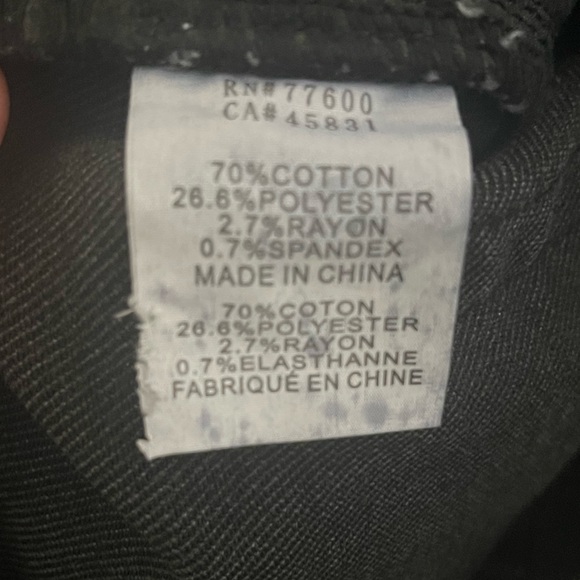 RN# 77600
CA# 45831
70%COTTON
26.6%POLYESTER
2.7%RAYON
0.7%SPANDEX
MADE IN CHINA
70%COTON
26.6%POLYESTER
2.7%RAYON
0.7%ELASTHANNE
FABRIQUÉ EN CHINE